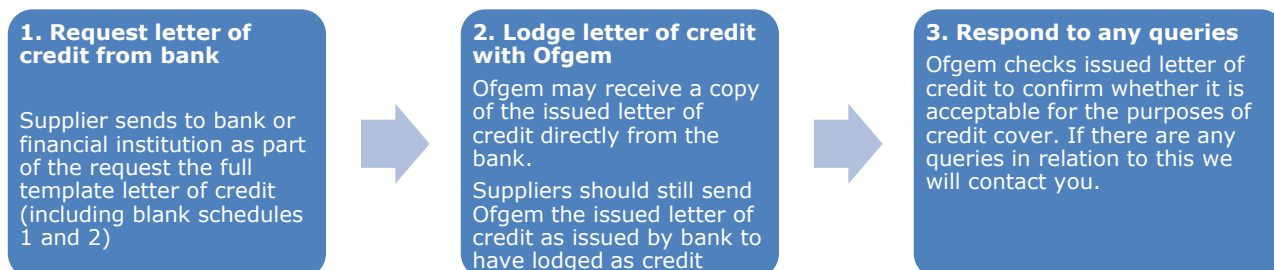 1. Request letter of
credit from bank
Supplier sends to bank or
financial institution as part
of the request the full
template letter of credit
(including blank schedules
1 and 2)
2. Lodge letter of credit
with Ofgem
Ofgem may receive a copy
of the issued letter of
credit directly from the
bank.
Suppliers should still send
Ofgem the issued letter of
credit as issued by bank to
have lodged as credit
3. Respond to any queries
Ofgem checks issued letter of
credit to confirm whether it is
acceptable for the purposes of
credit cover. If there are any
queries in relation to this we
will contact you.